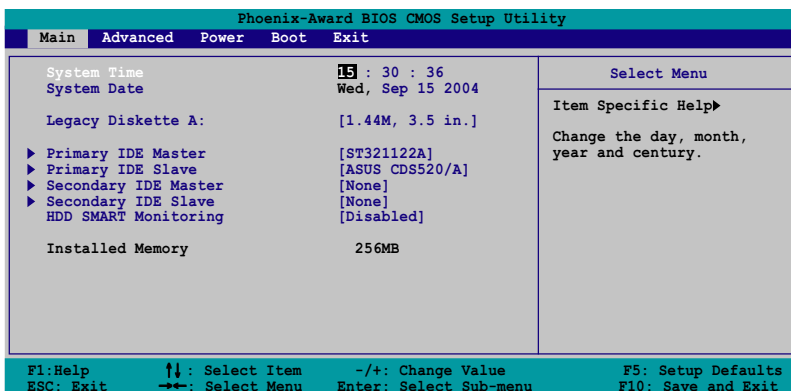 Phoenix-Award BIOS CMOS Setup Utility
Main Advanced Power Boot Exit
System Time 15 : 30 : 36
System Date Wed, Sep 15 2004
Legacy Diskette A: [1.44M, 3.5 in.]
Primary IDE Master [ST321122A]
Primary IDE Slave [ASUS CDS520/A]
Secondary IDE Master [None]
Secondary IDE Slave [None]
HDD SMART Monitoring [Disabled]
Installed Memory 256MB
Select Menu
Item Specific Help
Change the day, month,
year and century.
F1:Help ↑↓ : Select Item -/+: Change Value F5: Setup Defaults
ESC: Exit →←: Select Menu Enter: Select Sub-menu F10: Save and Exit